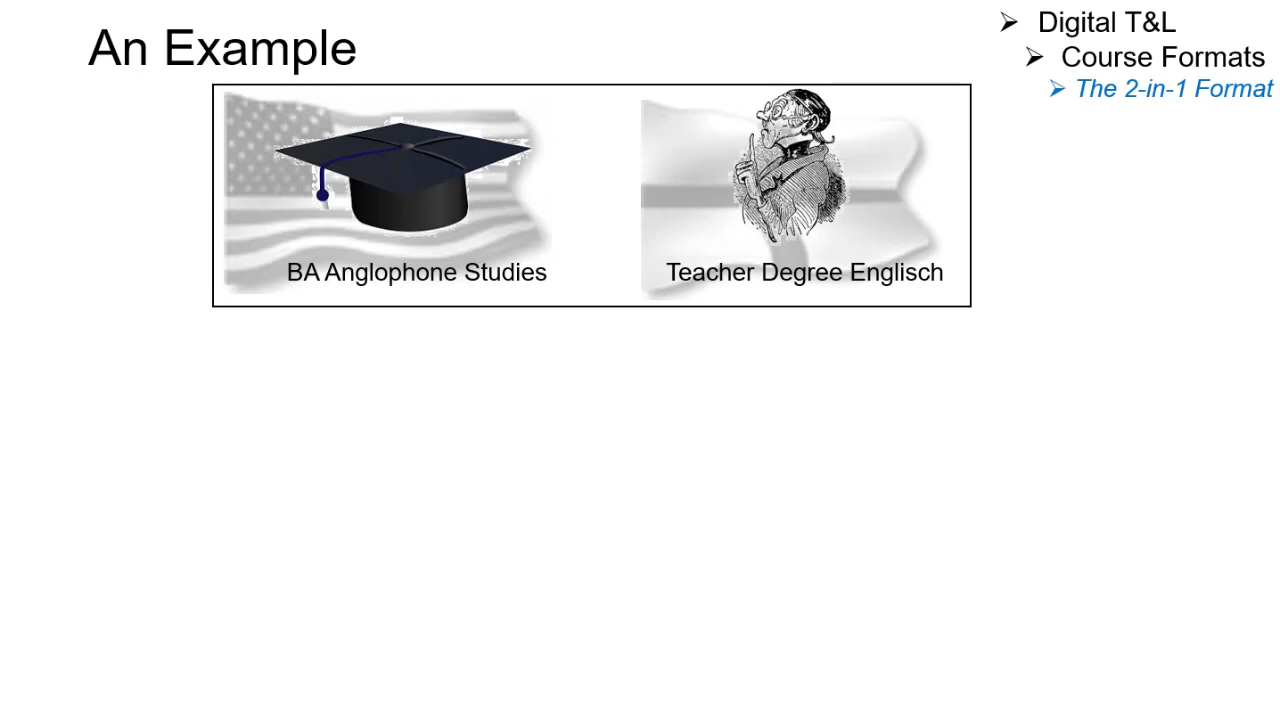 An Example
➢ Digital T&L
➢ Course Formats
➢ The 2-in-1 Format
BA Anglophone Studies
Teacher Degree Englisch